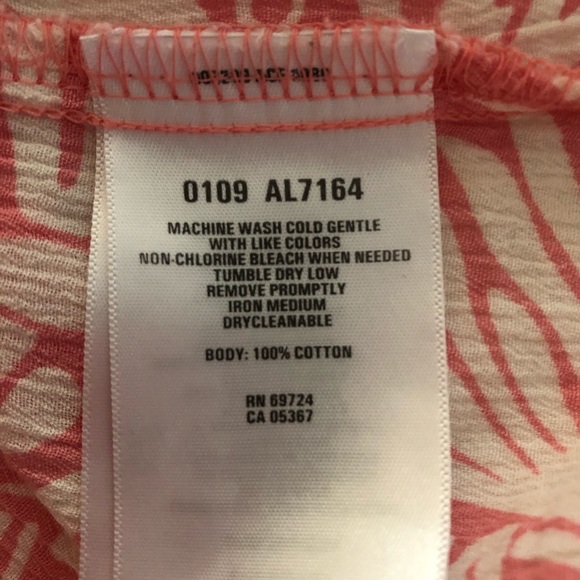 0109 AL7164
MACHINE WASH COLD GENTLE
WITH LIKE COLORS
NON-CHLORINE BLEACH WHEN NEEDED
TUMBLE DRY LOW
REMOVE PROMPTLY
IRON MEDIUM
DRYCLEANABLE
BODY: 100% COTTON
RN 69724
CA 05367